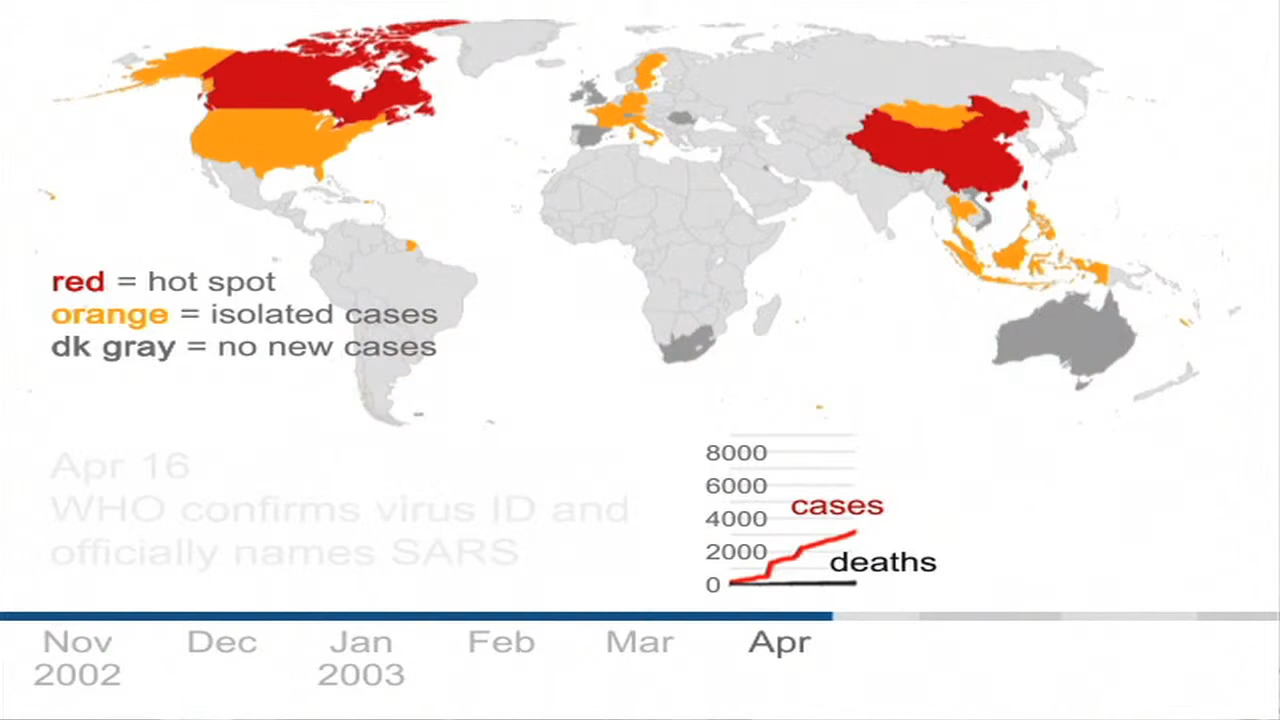 red = hot spot
orange = isolated cases
dk gray = no new cases
Apr 16
WHO confirms virus ID and
officially names SARS
8000
6000
4000
2000
0
cases
deaths
Nov
2002
Dec
Jan
2003
Feb
Mar
Apr